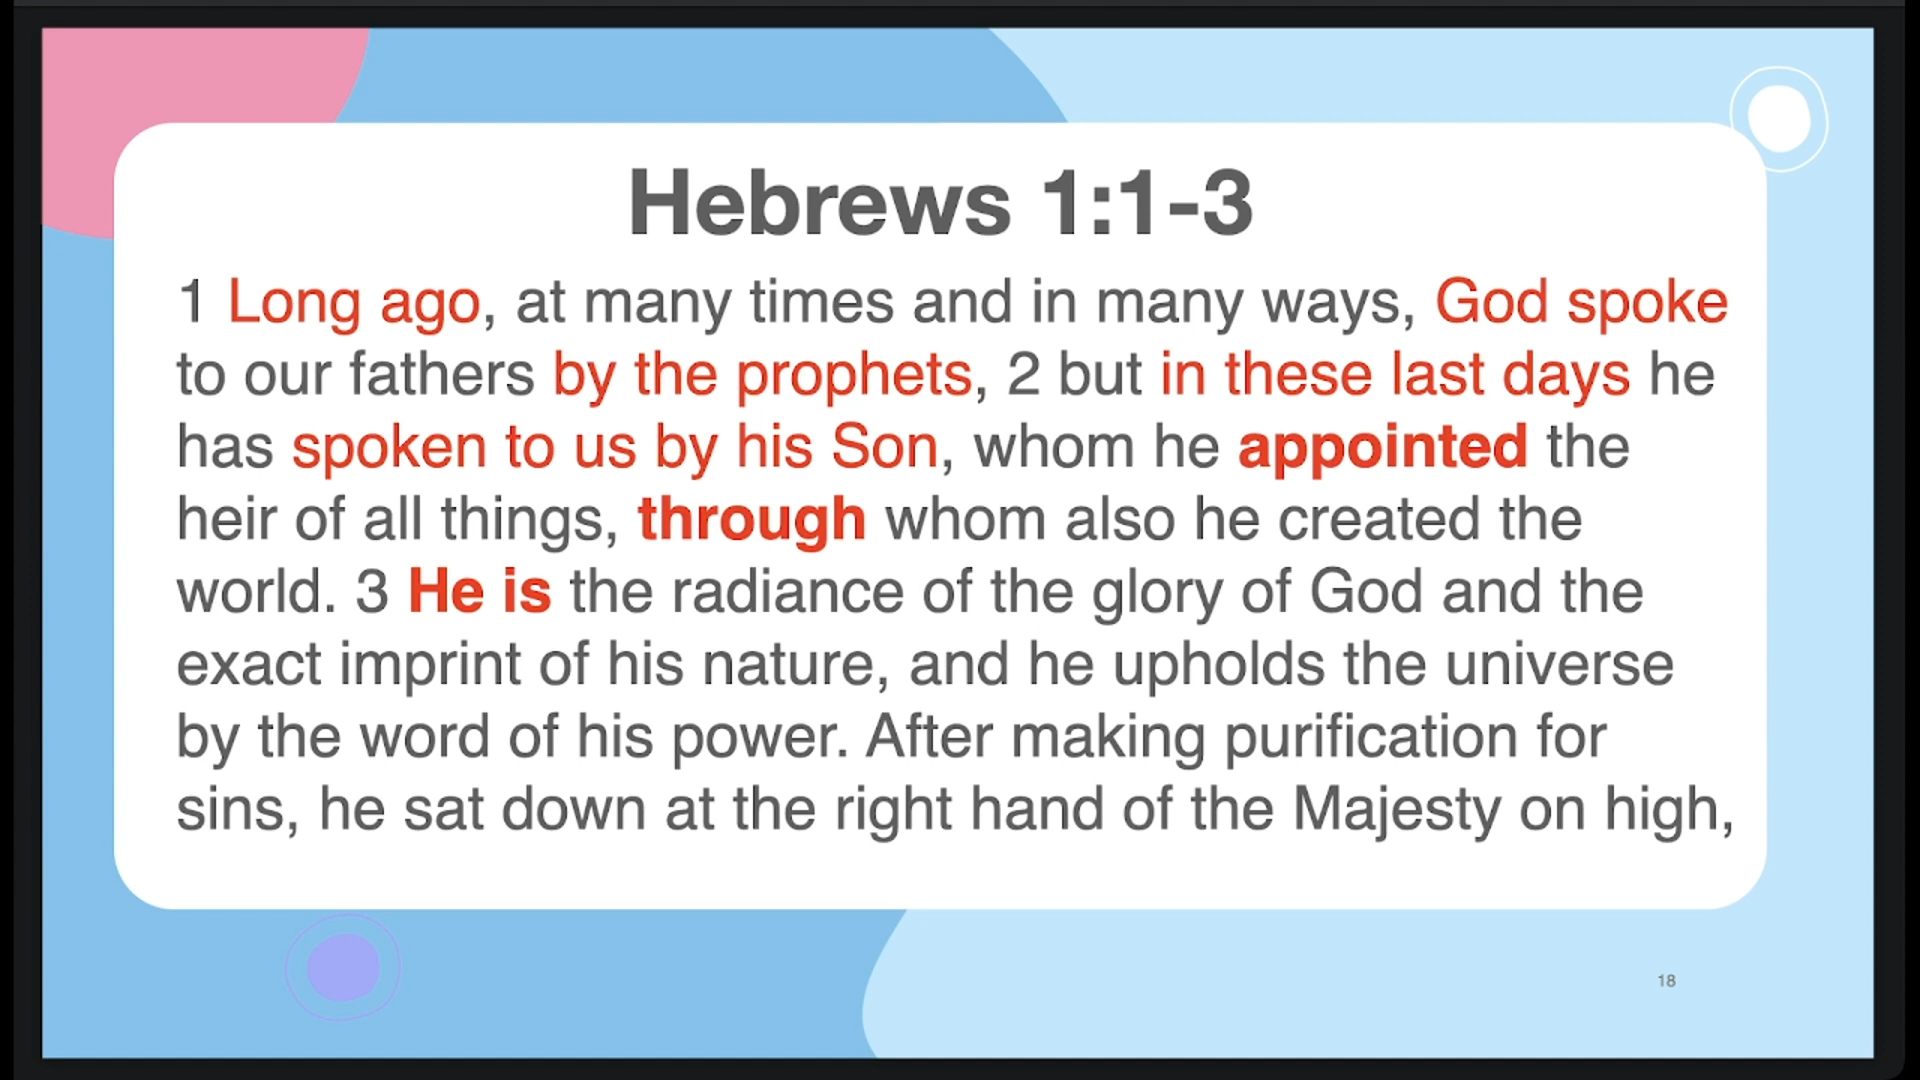 Hebrews 1:1-3
1 Long ago, at many times and in many ways, God spoke
to our fathers by the prophets, 2 but in these last days he
has spoken to us by his Son, whom he appointed the
heir of all things, through whom also he created the
world. 3 He is the radiance of the glory of God and the
exact imprint of his nature, and he upholds the universe
by the word of his power. After making purification for
sins, he sat down at the right hand of the Majesty on high,
18